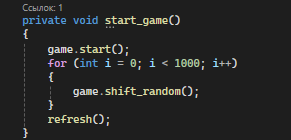 Ссылок: 1
private void start_game()
{
game.start();
for (int i = 0; i < 1000; i++)
{
game.shift_random();
}
refresh();
}